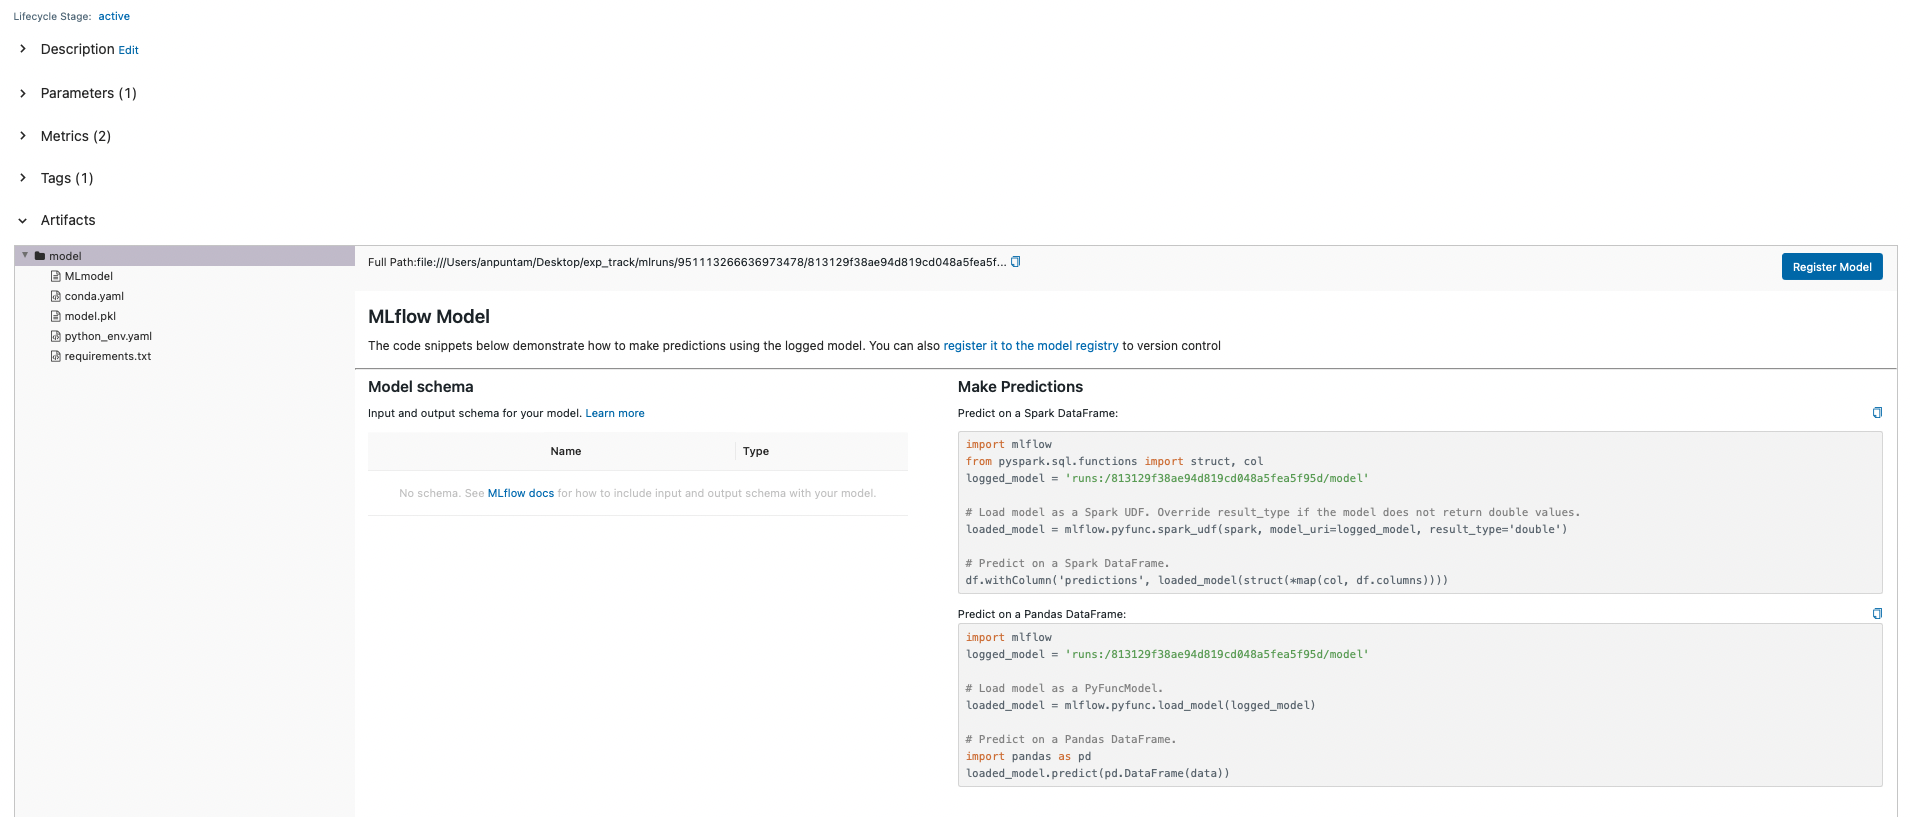 Lifecycle Stage: active
Description Edit
Parameters (1)
Metrics (2)
Tags (1)
Artifacts
model
MLmodel
conda.yaml
model.pkl
python_env.yaml
requirements.txt
Full Path:file:///Users/anpuntam/Desktop/exp_track/mlruns/951113266636973478/813129f38ae94d819cd048a5fea5f...
Register Model
MLflow Model
The code snippets below demonstrate how to make predictions using the logged model. You can also register it to the model registry to version control
Model schema
Input and output schema for your model. Learn more
Name Type
No schema. See MLflow docs for how to include input and output schema with your model.
Make Predictions
Predict on a Spark DataFrame:
import mlflow
from pyspark.sql.functions import struct, col
logged_model = 'runs:/813129f38ae94d819cd048a5fea5f95d/model'
# Load model as a Spark UDF. Override result_type if the model does not return double values.
loaded_model = mlflow.pyfunc.spark_udf(spark, model_uri=logged_model, result_type='double')
# Predict on a Spark DataFrame.
df.withColumn('predictions', loaded_model(struct(*map(col, df.columns))))
Predict on a Pandas DataFrame:
import mlflow
logged_model = 'runs:/813129f38ae94d819cd048a5fea5f95d/model'
# Load model as a PyFuncModel.
loaded_model = mlflow.pyfunc.load_model(logged_model)
# Predict on a Pandas DataFrame.
import pandas as pd
loaded_model.predict(pd.DataFrame(data))